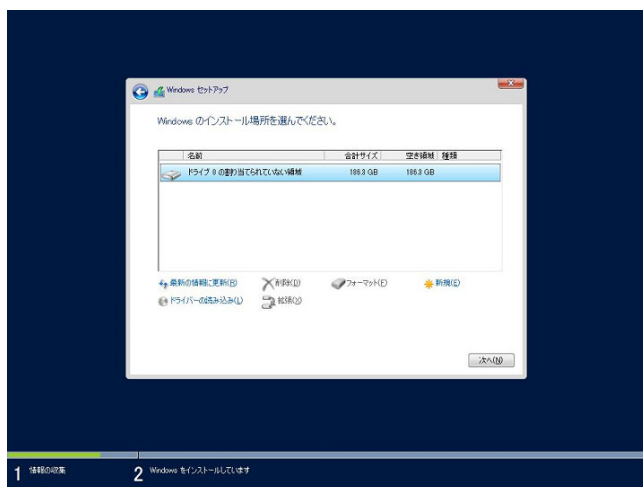 Windows セットアップ
Windows のインストール場所を選んでください。
名前 合計サイズ 空き領域 種類
ドライブ 0 の割り当てられていない領域 186.3 GB 186.3 GB
最新の情報に更新(R) 削除(D) フォーマット(F) 新規(E)
ドライバーの読み込み(L) 拡張(X)
次へ(N)
1 情報の収集 2 Windows をインストールしています